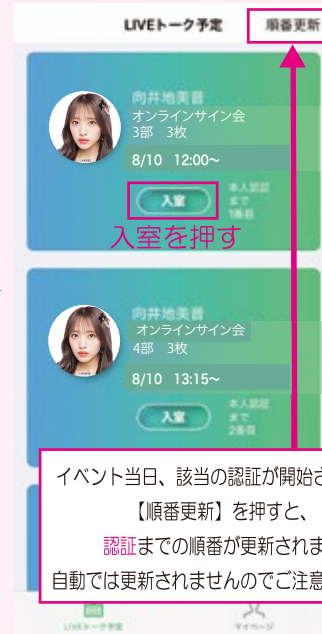 LIVEトーク予定
順番更新
向井地美音
オンラインサイン会
3部 3枚
8/10 12:00~
入室
本人認証
まで
1番目
入室を押す
向井地美音
オンラインサイン会
4部 3枚
8/10 13:15~
入室
本人認証
まで
2番目
イベント当日、該当の認証が開始さ
【順番更新】を押すと、
認証までの順番が更新されま
自動では更新されませんのでご注意
LIVEトーク予定
マイページ